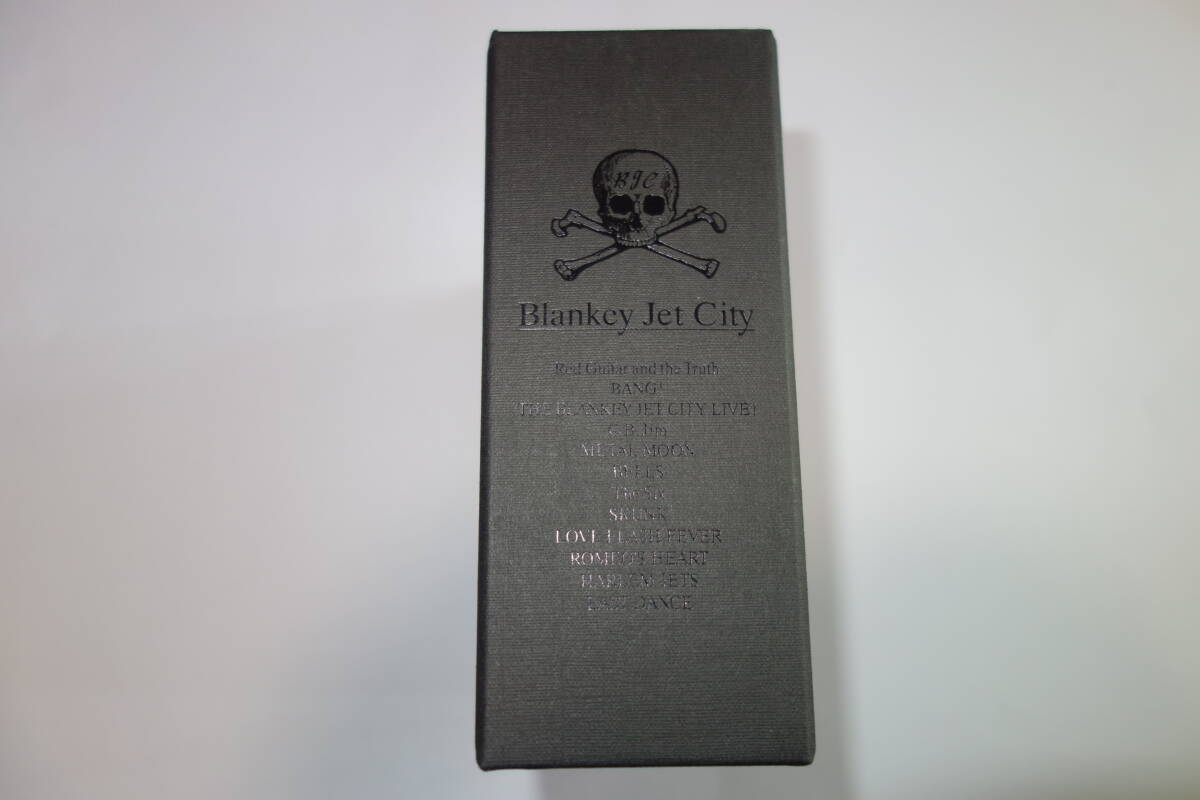 BJC
Blankey Jet City
Red Guitar and the Truth
BANG!
THE BLANKEY JET CITY LIVE!
C.B. Jim
METAL MOON
BELLS
The Six
SKUNK
LOVE FLASH FEVER
ROMEO'S HEART
HARLEM JETS
LAST DANCE